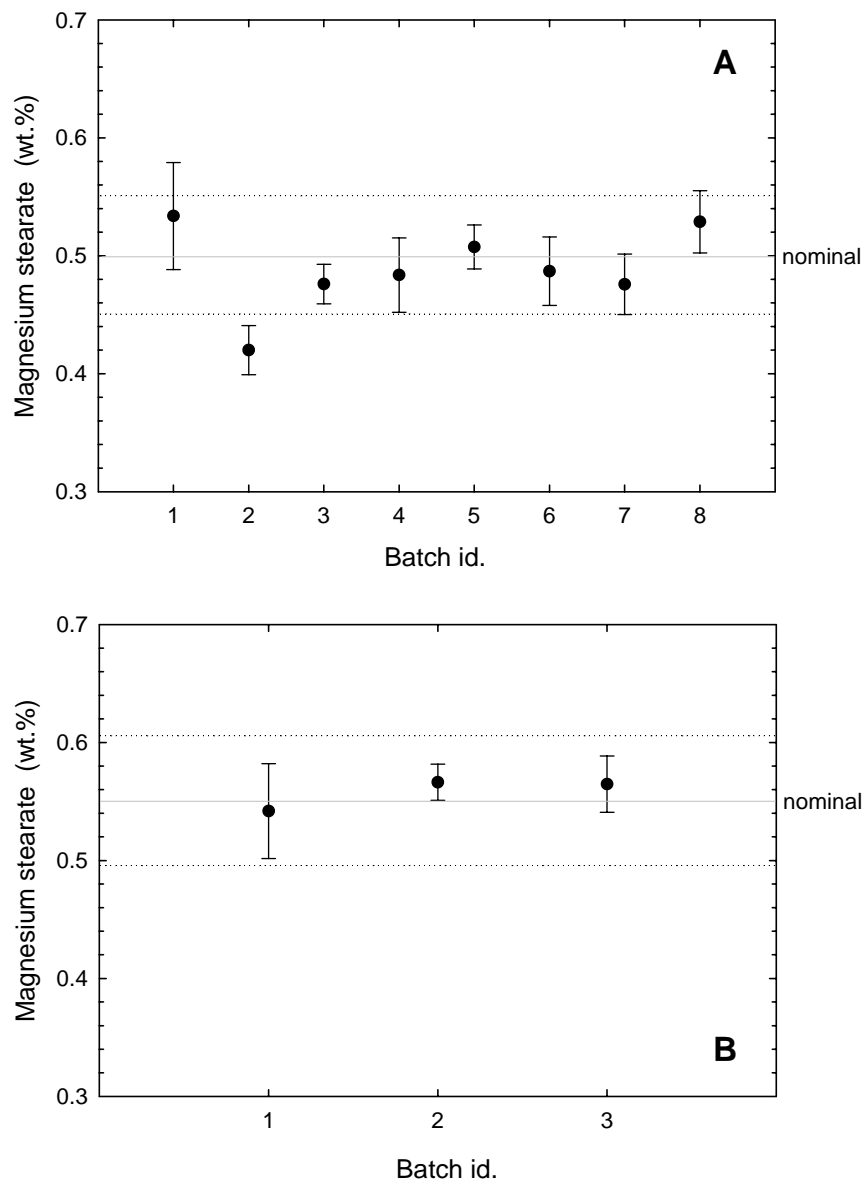 0.7
A
0.6
0.5
nominal
0.4
0.3
Magnesium stearate (wt.%)
1 2 3 4 5 6 7 8
Batch id.
0.7
0.6
0.5
nominal
0.4
B
0.3
Magnesium stearate (wt.%)
1 2 3
Batch id.